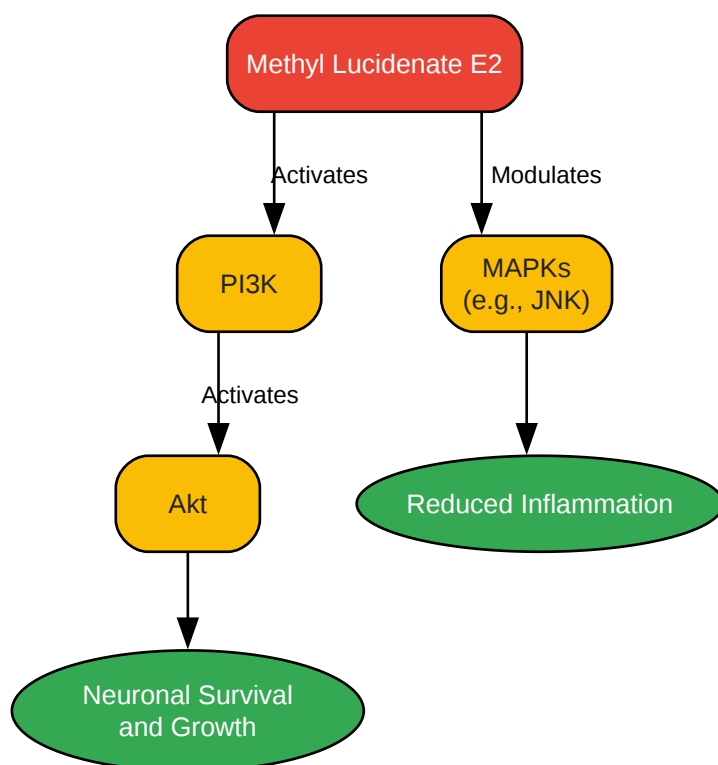 Methyl Lucidenate E2
Activates
Modulates
PI3K
MAPKs
(e.g., JNK)
Activates
Akt
Reduced Inflammation
Neuronal Survival
and Growth